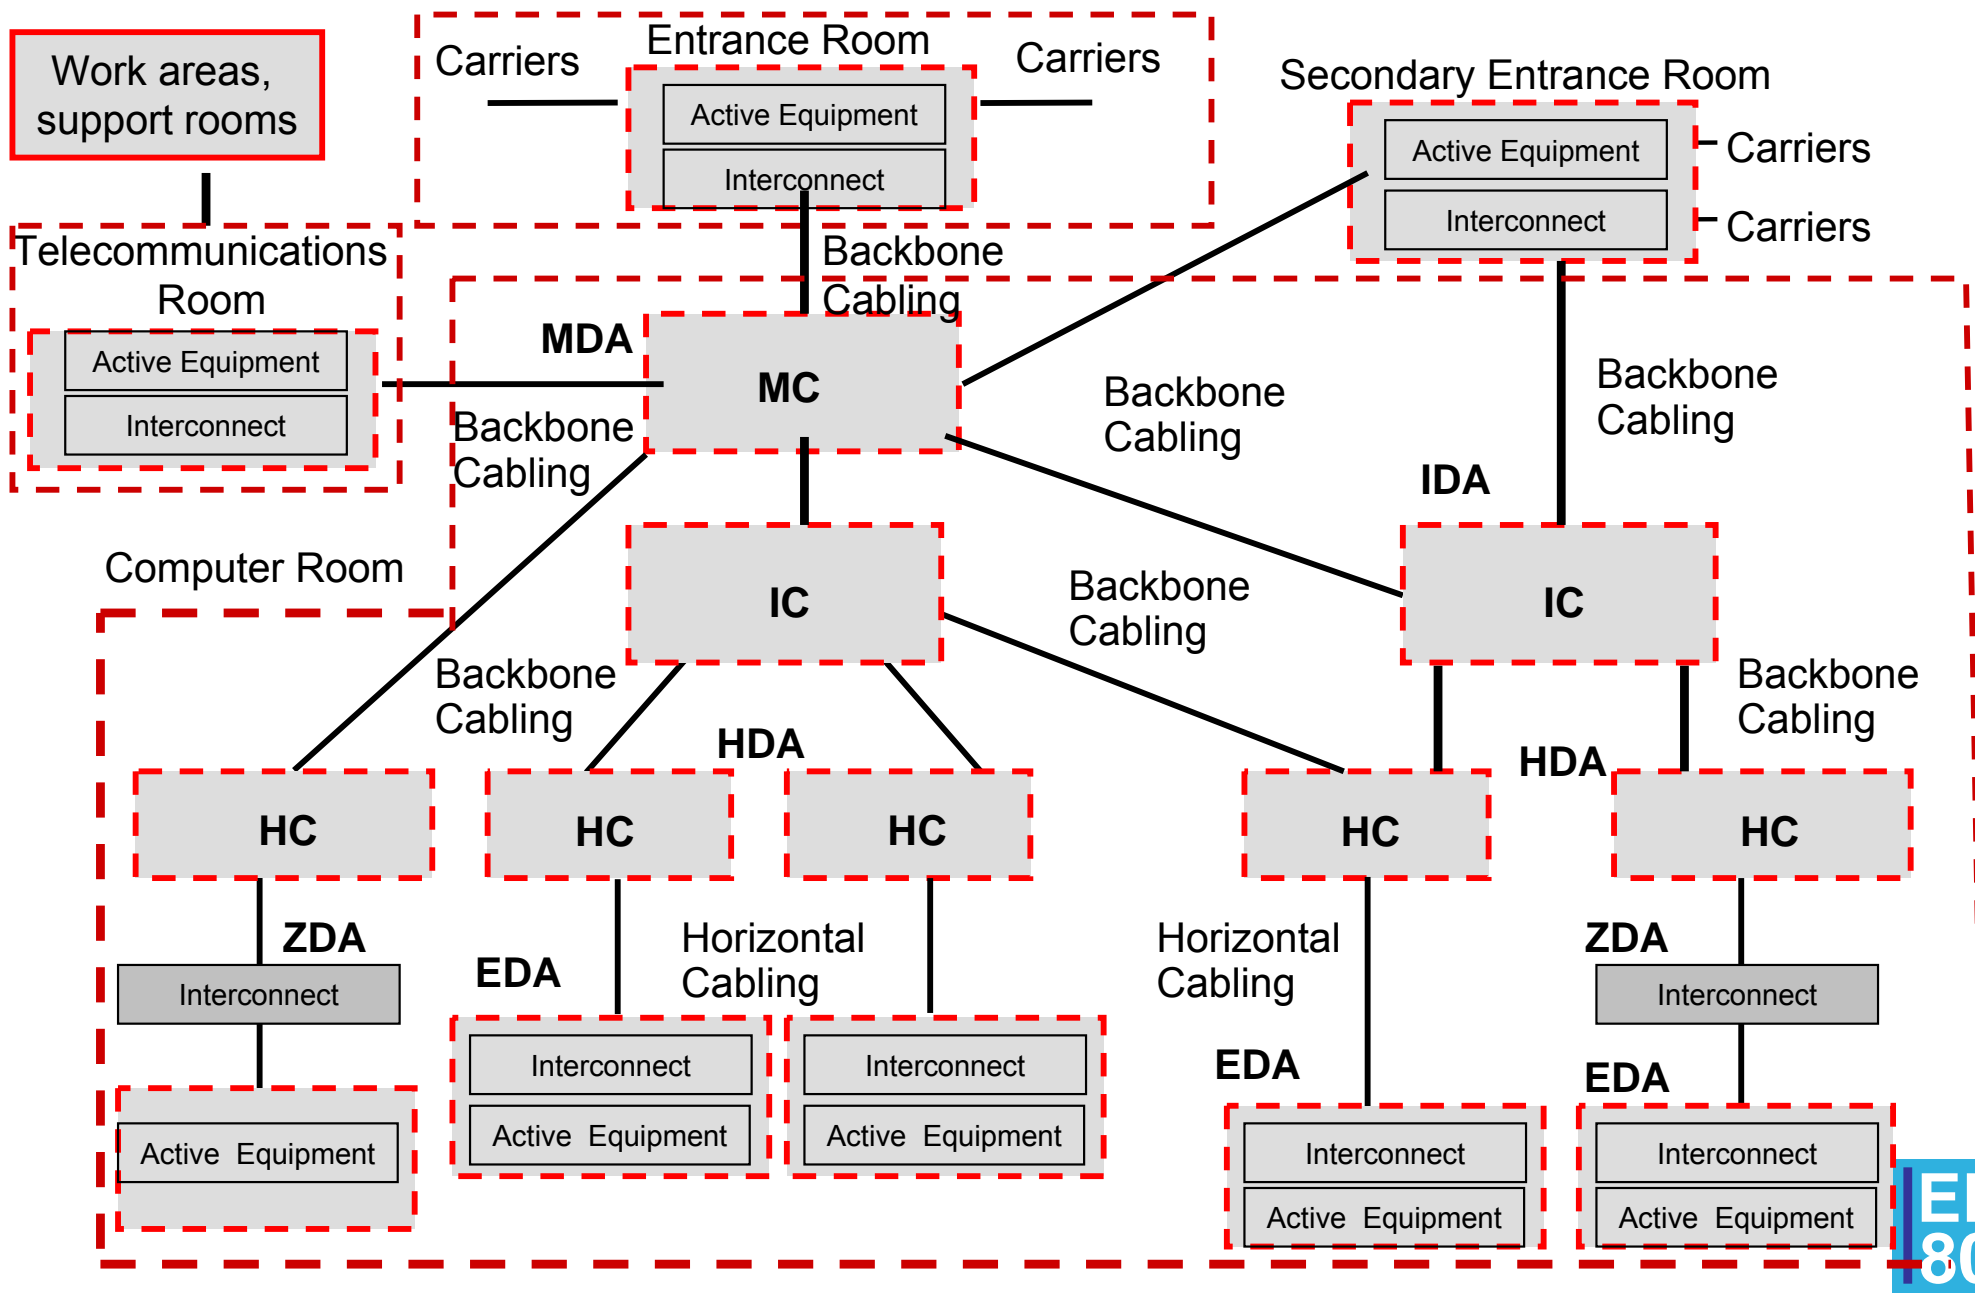 Work areas,
support rooms
Carriers
Entrance Room
Carriers
Active Equipment
Interconnect
Secondary Entrance Room
Active Equipment
Interconnect
Carriers
Carriers
Telecommunications
Room
Active Equipment
Interconnect
Backbone
Cabling
MDA
MC
Backbone
Cabling
Backbone
Cabling
Backbone
Cabling
IDA
Computer Room
IC
Backbone
Cabling
IC
Backbone
Cabling
Backbone
Cabling
HDA
HDA
HC
HC
HC
HC
HC
ZDA
Interconnect
Active Equipment
EDA
Horizontal
Cabling
Interconnect
Active Equipment
Interconnect
Active Equipment
Horizontal
Cabling
EDA
Interconnect
Active Equipment
ZDA
Interconnect
EDA
Interconnect
Active Equipment